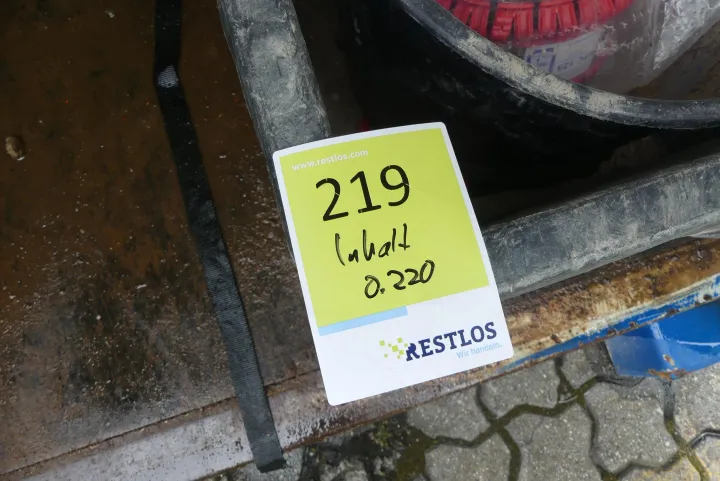 www.restlos.com
219
Inhalt
0.220
RESTLOS
Wir handeln.